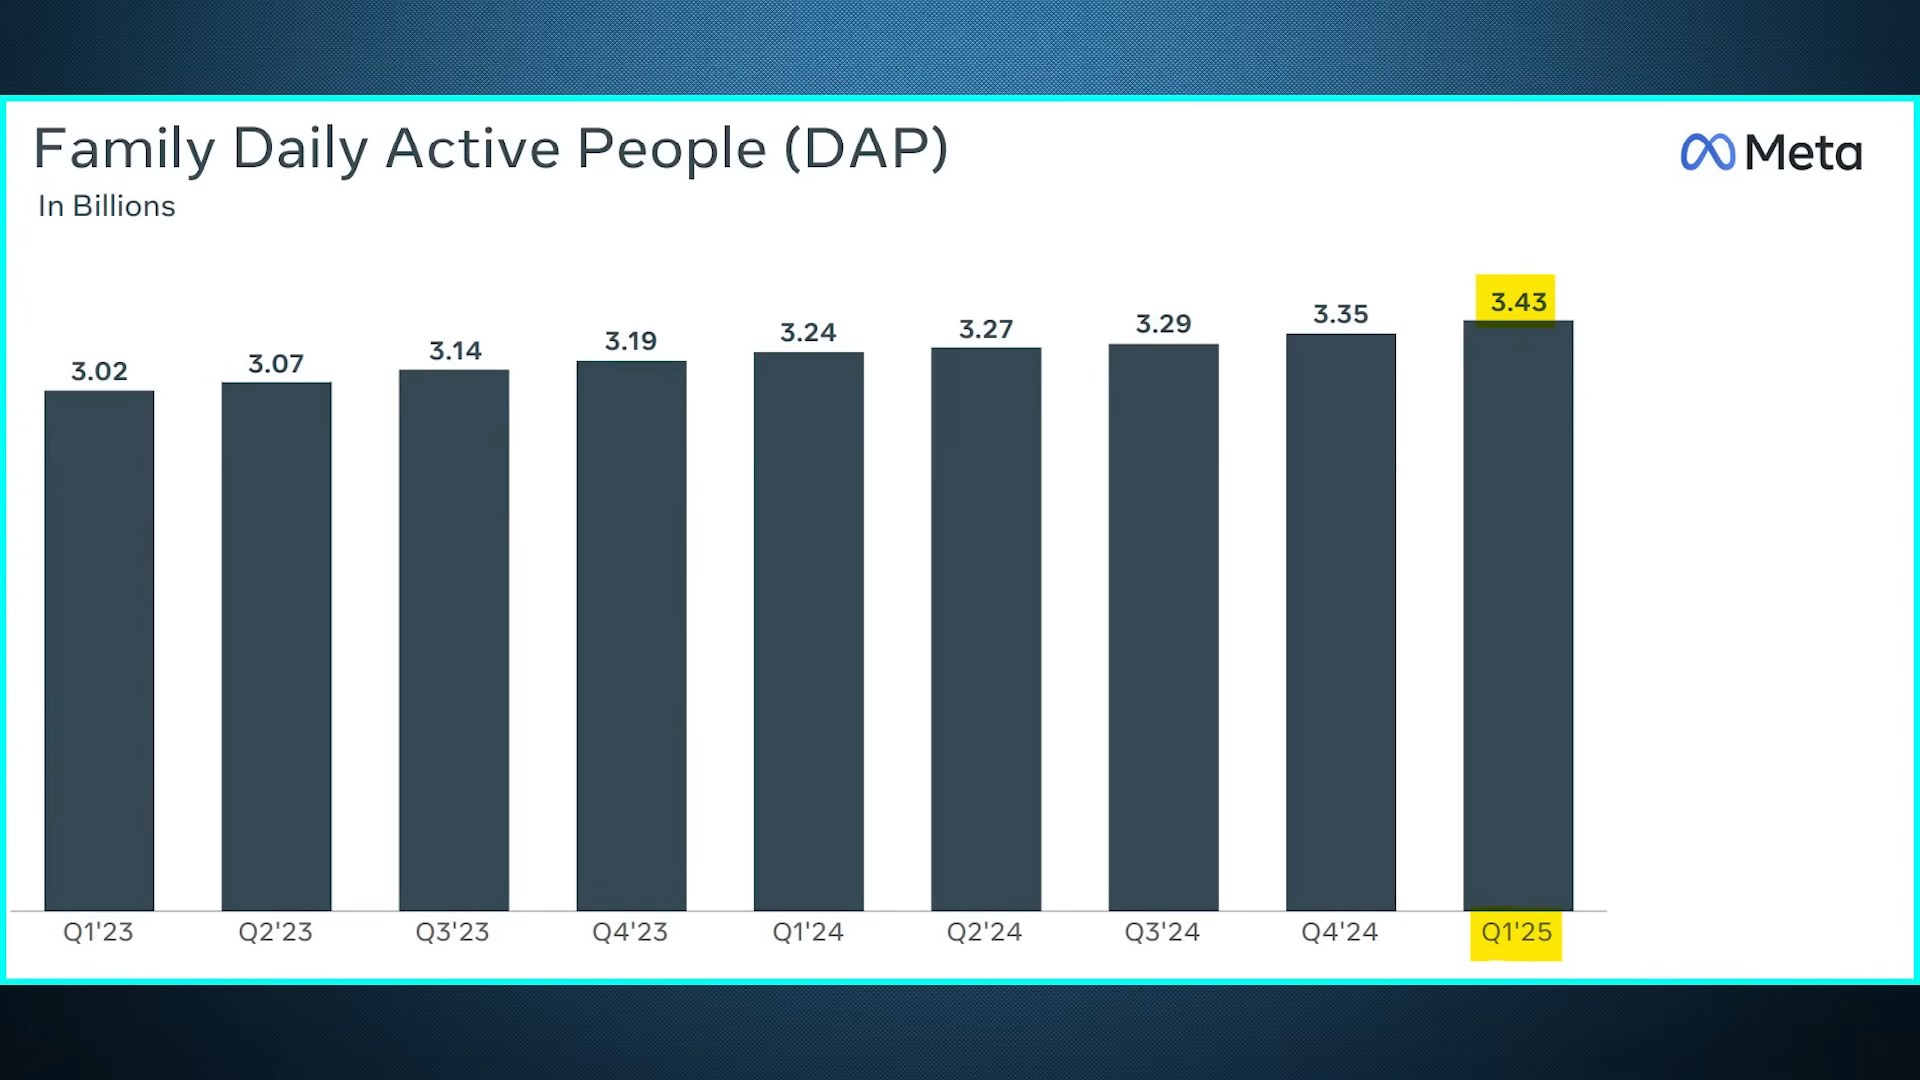 Family Daily Active People (DAP)
Meta
In Billions
3.02
3.07
3.14
3.19
3.24
3.27
3.29
3.35
3.43
Q1'23
Q2'23
Q3'23
Q4'23
Q1'24
Q2'24
Q3'24
Q4'24
Q1'25